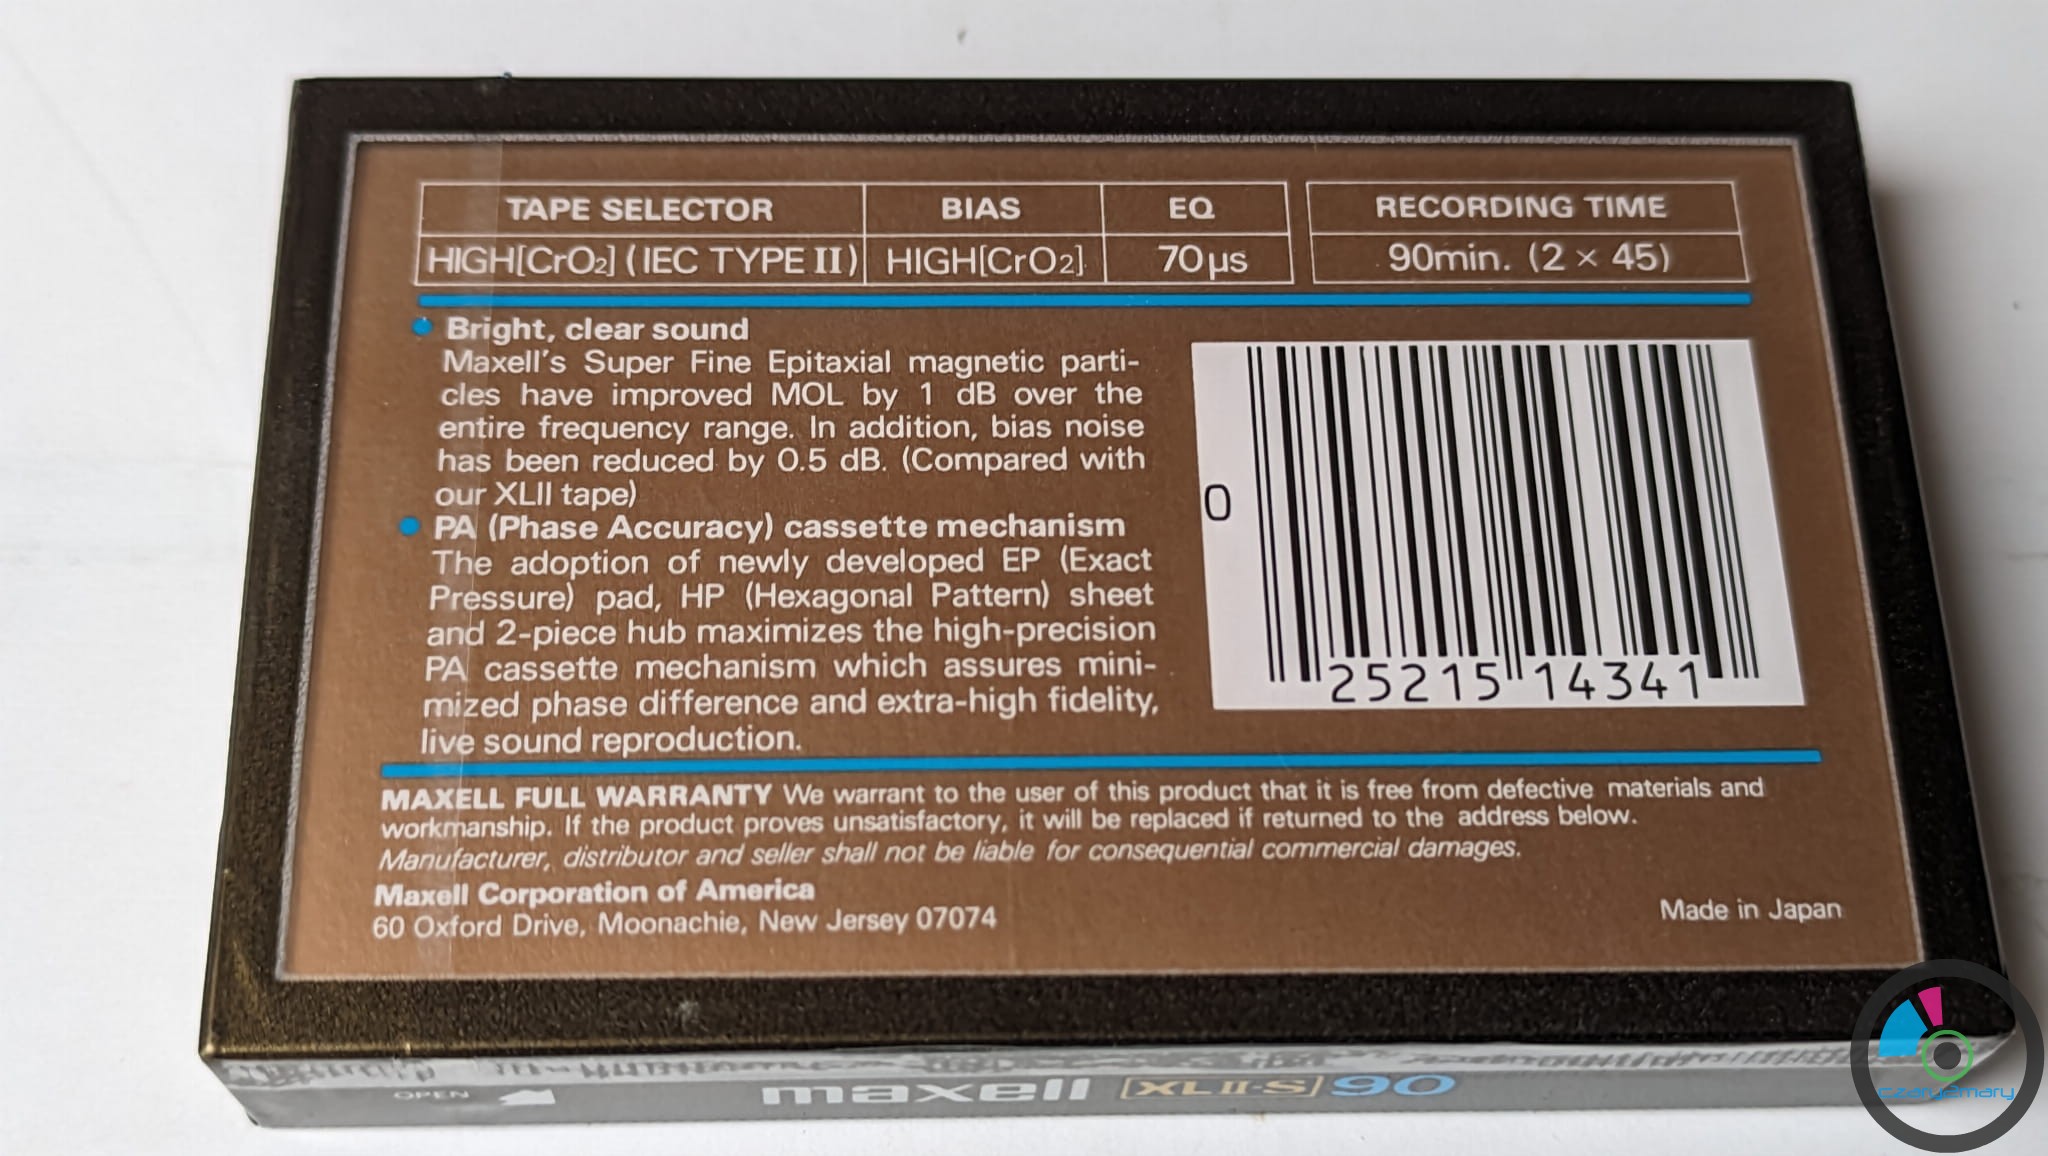 TAPE SELECTOR BIAS EQ RECORDING TIME
HIGH[CrO2] (IEC TYPE II) HIGH[CrO2] 70μs 90min. (2 × 45)
Bright, clear sound
Maxell's Super Fine Epitaxial magnetic parti-
cles have improved MOL by 1 dB over the
entire frequency range. In addition, bias noise
has been reduced by 0.5 dB. (Compared with
our XLII tape)
PA (Phase Accuracy) cassette mechanism
The adoption of newly developed EP (Exact
Pressure) pad, HP (Hexagonal Pattern) sheet
and 2-piece hub maximizes the high-precision
PA cassette mechanism which assures mini-
mized phase difference and extra-high fidelity,
live sound reproduction.
0
25215 14341
MAXELL FULL WARRANTY We warrant to the user of this product that it is free from defective materials and
workmanship. If the product proves unsatisfactory, it will be replaced if returned to the address below.
Manufacturer, distributor and seller shall not be liable for consequential commercial damages.
Maxell Corporation of America
60 Oxford Drive, Moonachie, New Jersey 07074
Made in Japan
OPEN maxell [XLII-S] 90
czary2mary